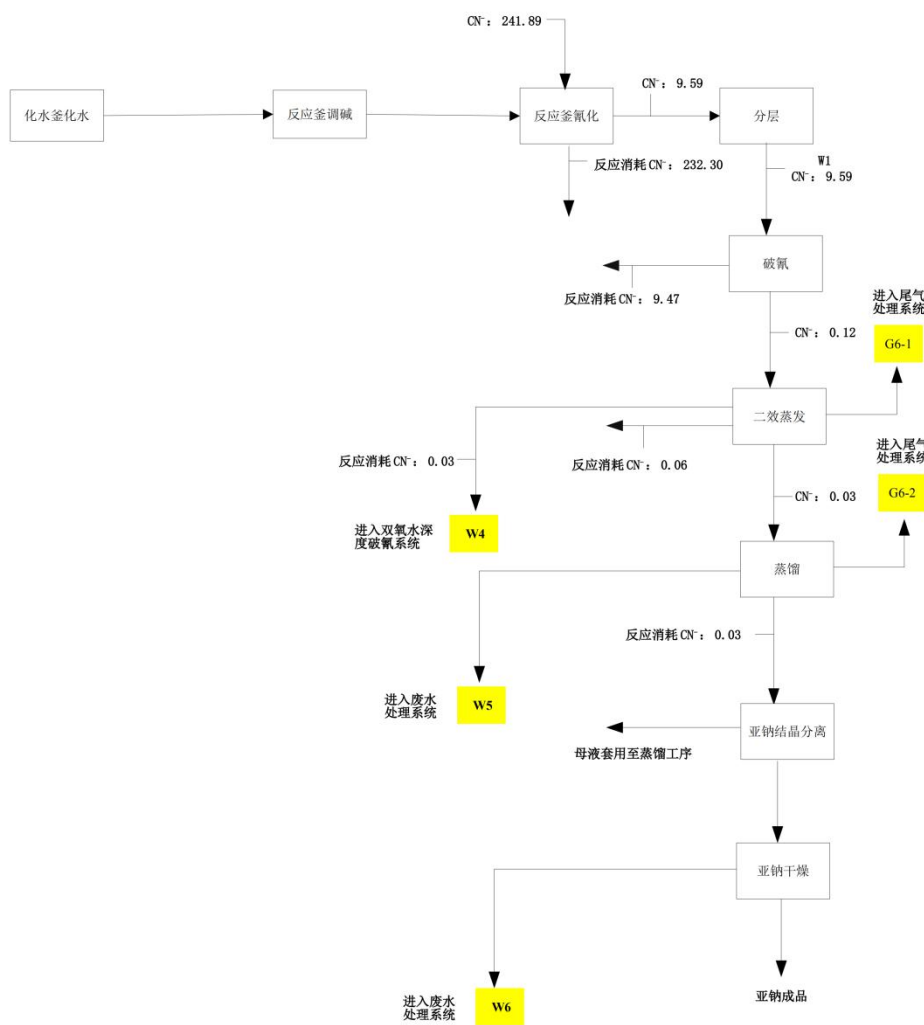 CN⁻: 241.89
化水釜化水
反应釜调碱
反应釜氰化
CN⁻: 9.59
分层
反应消耗CN⁻: 232.30
W1
CN⁻: 9.59
破氰
反应消耗CN⁻: 9.47
进入尾气
处理系统
CN⁻: 0.12
G6-1
二效蒸发
进入尾气
处理系统
反应消耗CN⁻: 0.03
反应消耗CN⁻: 0.06
G6-2
CN⁻: 0.03
进入双氧水深
度破氰系统
W4
蒸馏
反应消耗CN⁻: 0.03
进入废水
处理系统
W5
亚钠结晶分离
母液套用至蒸馏工序
亚钠干燥
进入废水
处理系统
W6
亚钠成品